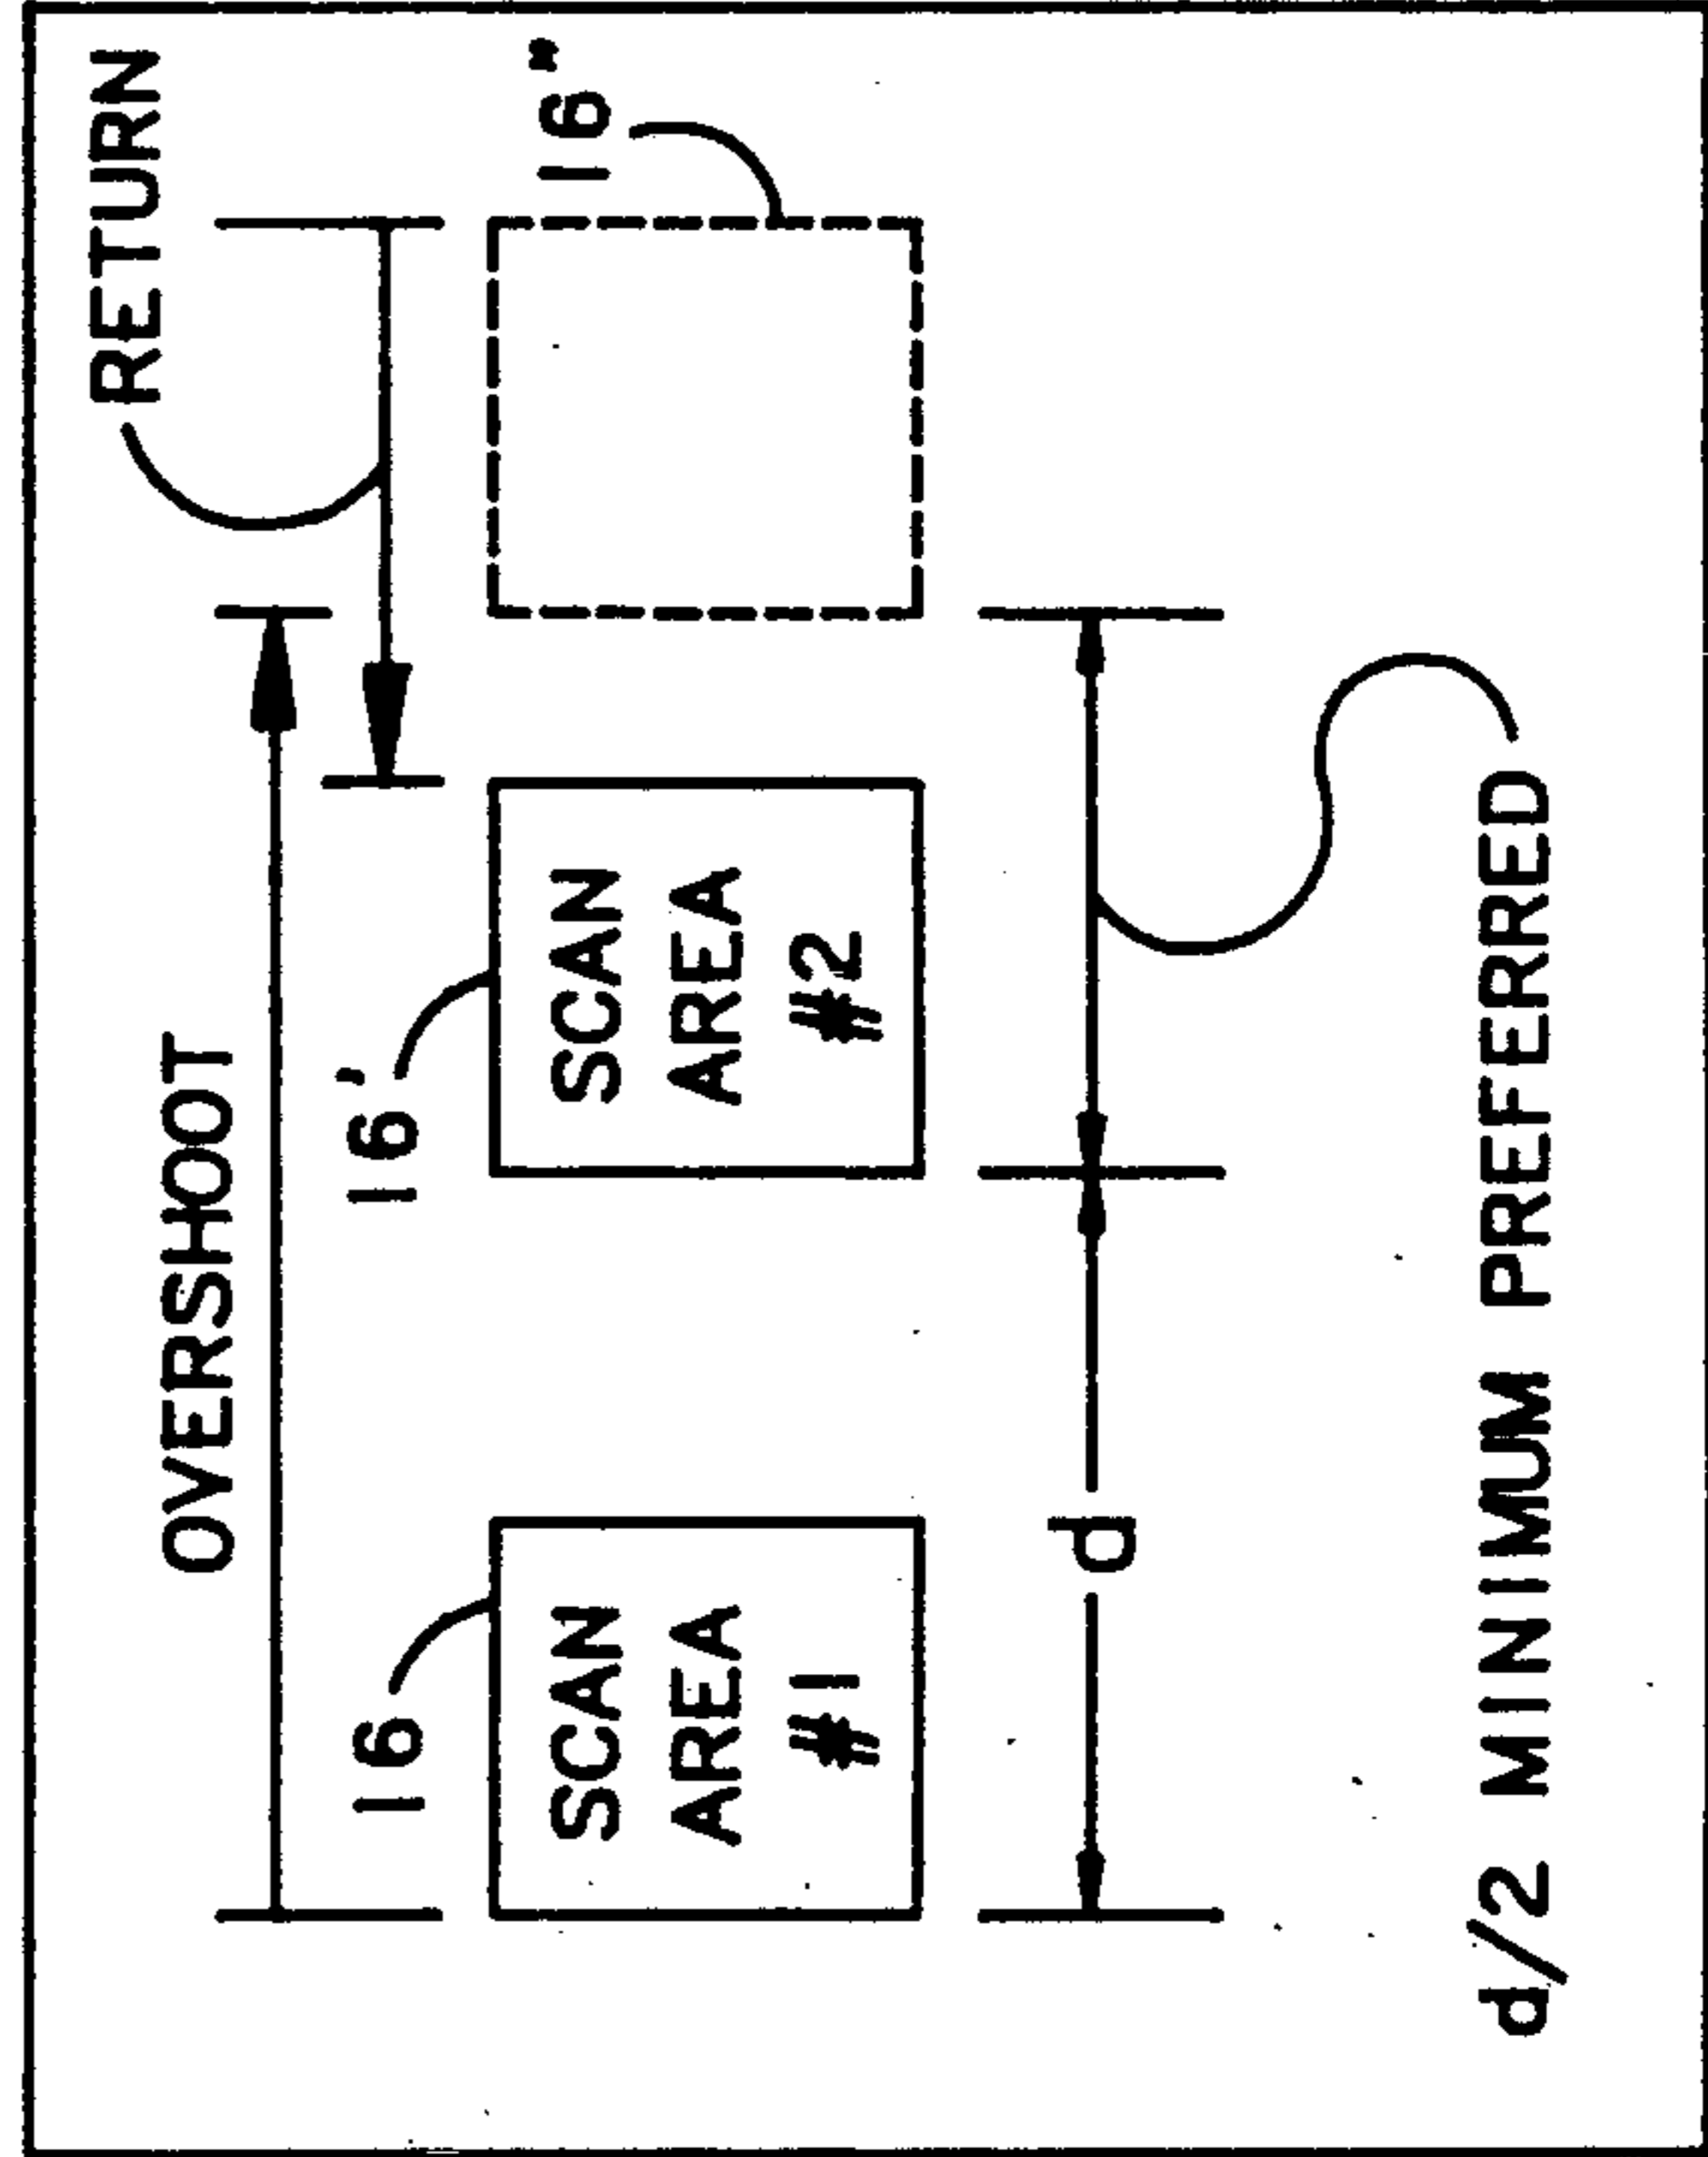 RETURN
OVERSHOOT
16
16'
16"
SCAN
AREA
#1
SCAN
AREA
#2
d
d/2 MINIMUM PREFERRED